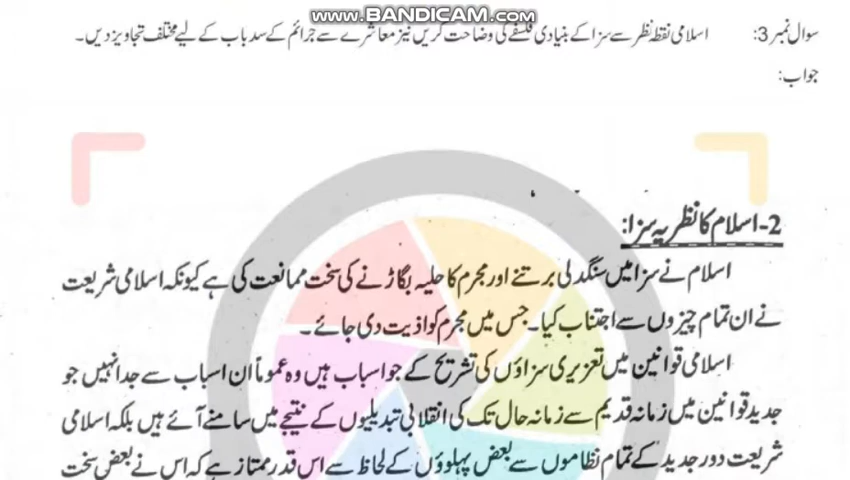 www.BANDICAM.com
سوال نمبر 3: اسلامی نقطہ نظر سے سزا کے بنیادی فلسفے کی وضاحت کریں نیز معاشرے سے جرائم کے سد باب کے لیے مختلف تجاویز دیں۔
جواب:
2- اسلام کا نظریہ سزا:
اسلام نے سزا میں سنگدلی برتنے اور مجرم کا حلیہ بگاڑنے کی سخت ممانعت کی ہے کیونکہ اسلامی شریعت
نے ان تمام چیزوں سے اجتناب کیا۔ جس میں مجرم کو اذیت دی جائے۔
اسلامی قوانین میں تعزیری سزاؤں کی تشریح کے جو اسباب ہیں وہ عموماً ان اسباب سے جدا نہیں جو
جدید قوانین میں زمانہ قدیم سے زمانہ حال تک کی انقلابی تبدیلیوں کے نتیجے میں سامنے آئے ہیں بلکہ اسلامی
شریعت دور جدید کے تمام نظاموں سے بعض پہلوؤں کے لحاظ سے اس قدر ممتاز ہے کہ اس نے بعض سخت